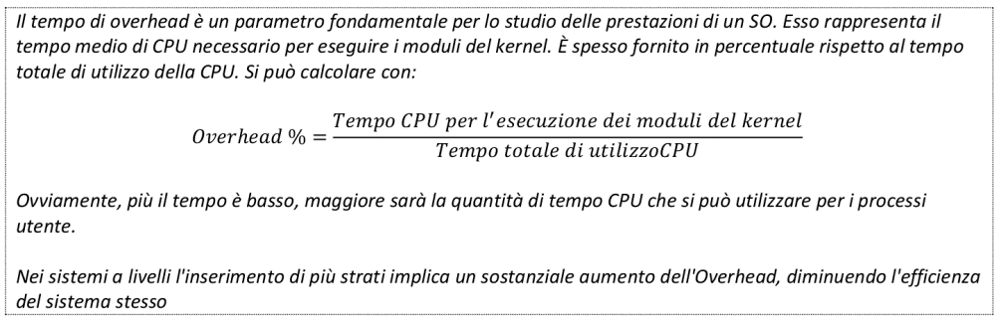 Il tempo di overhead è un parametro fondamentale per lo studio delle prestazioni di un SO. Esso rappresenta il
tempo medio di CPU necessario per eseguire i moduli del kernel. È spesso fornito in percentuale rispetto al tempo
totale di utilizzo della CPU. Si può calcolare con:
Overhead % = Tempo CPU per l'esecuzione dei moduli del kernel
Tempo totale di utilizzoCPU
Ovviamente, più il tempo è basso, maggiore sarà la quantità di tempo CPU che si può utilizzare per i processi
utente.
Nei sistemi a livelli l'inserimento di più strati implica un sostanziale aumento dell'Overhead, diminuendo l'efficienza
del sistema stesso